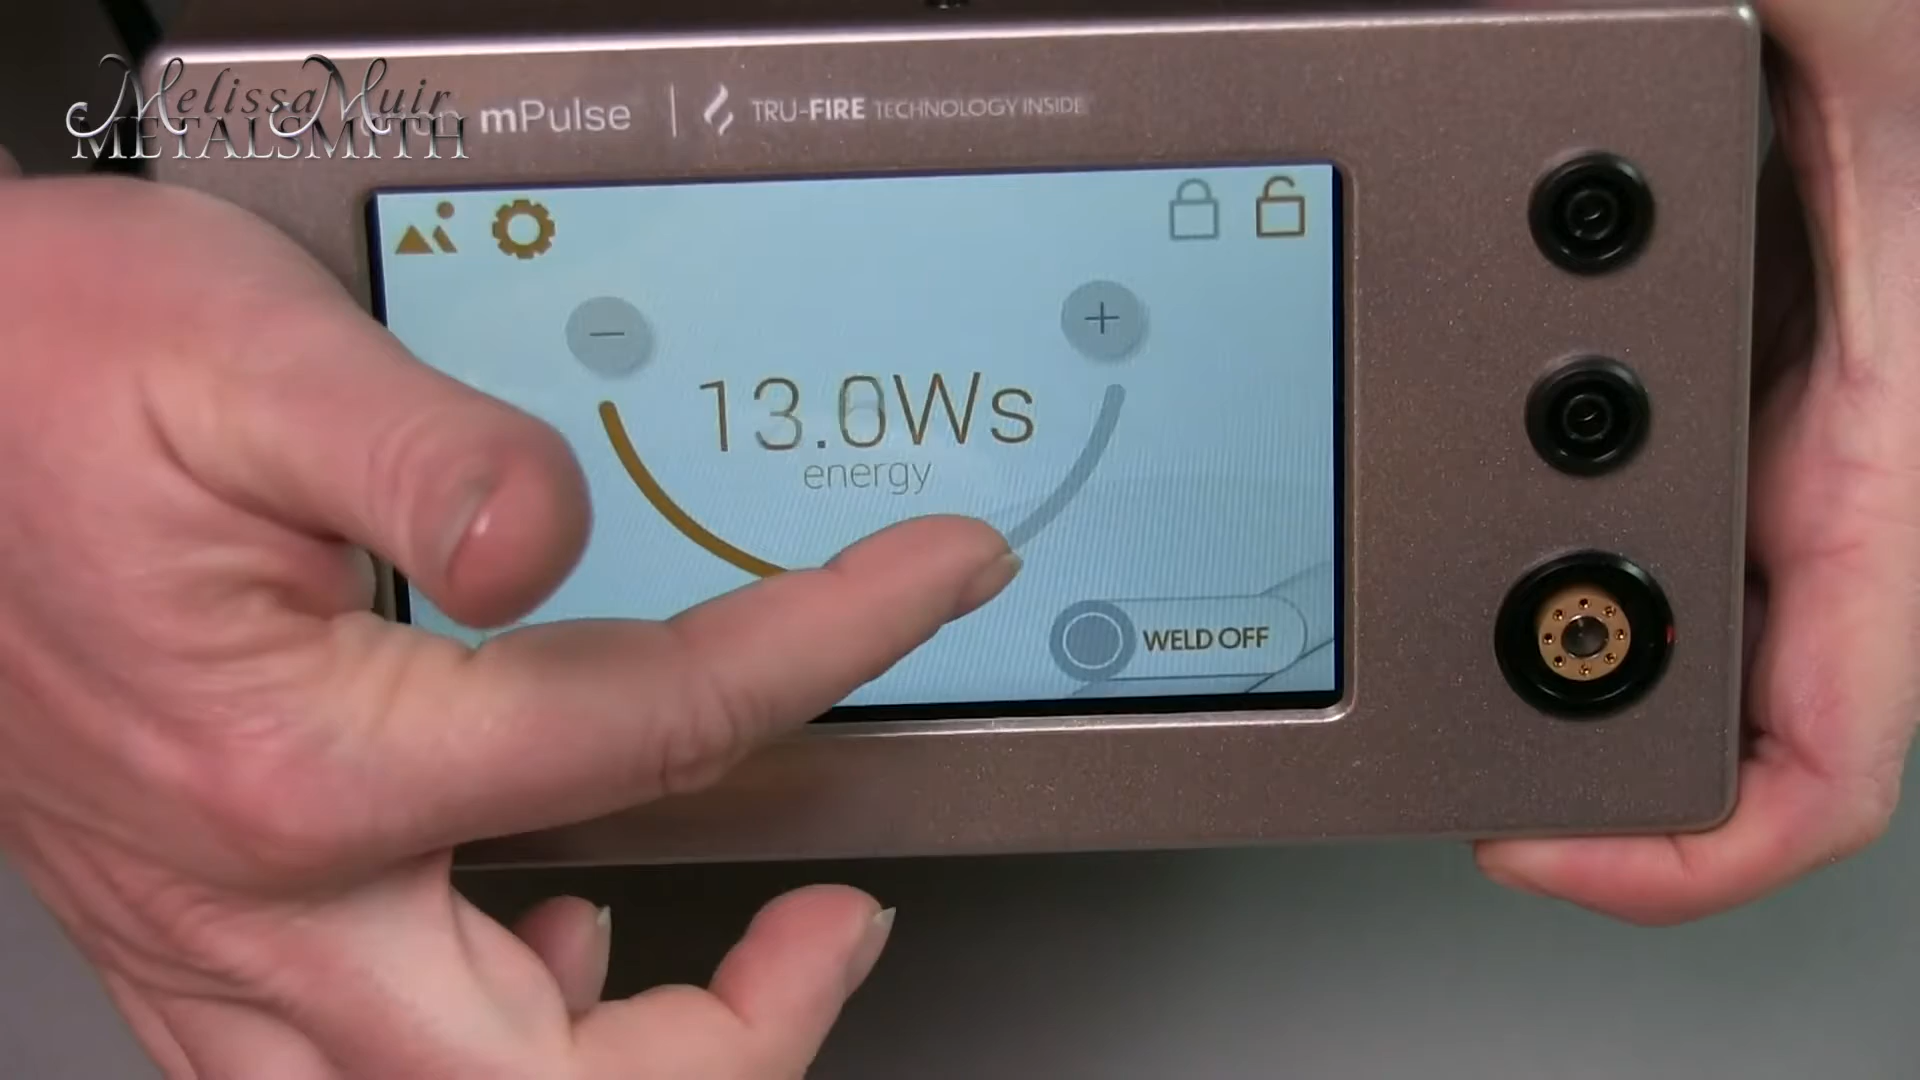 Melissa Muir
METALSMITH
mPulse
TRU-FIRE TECHNOLOGY INSIDE
13.0Ws
energy
WELD OFF